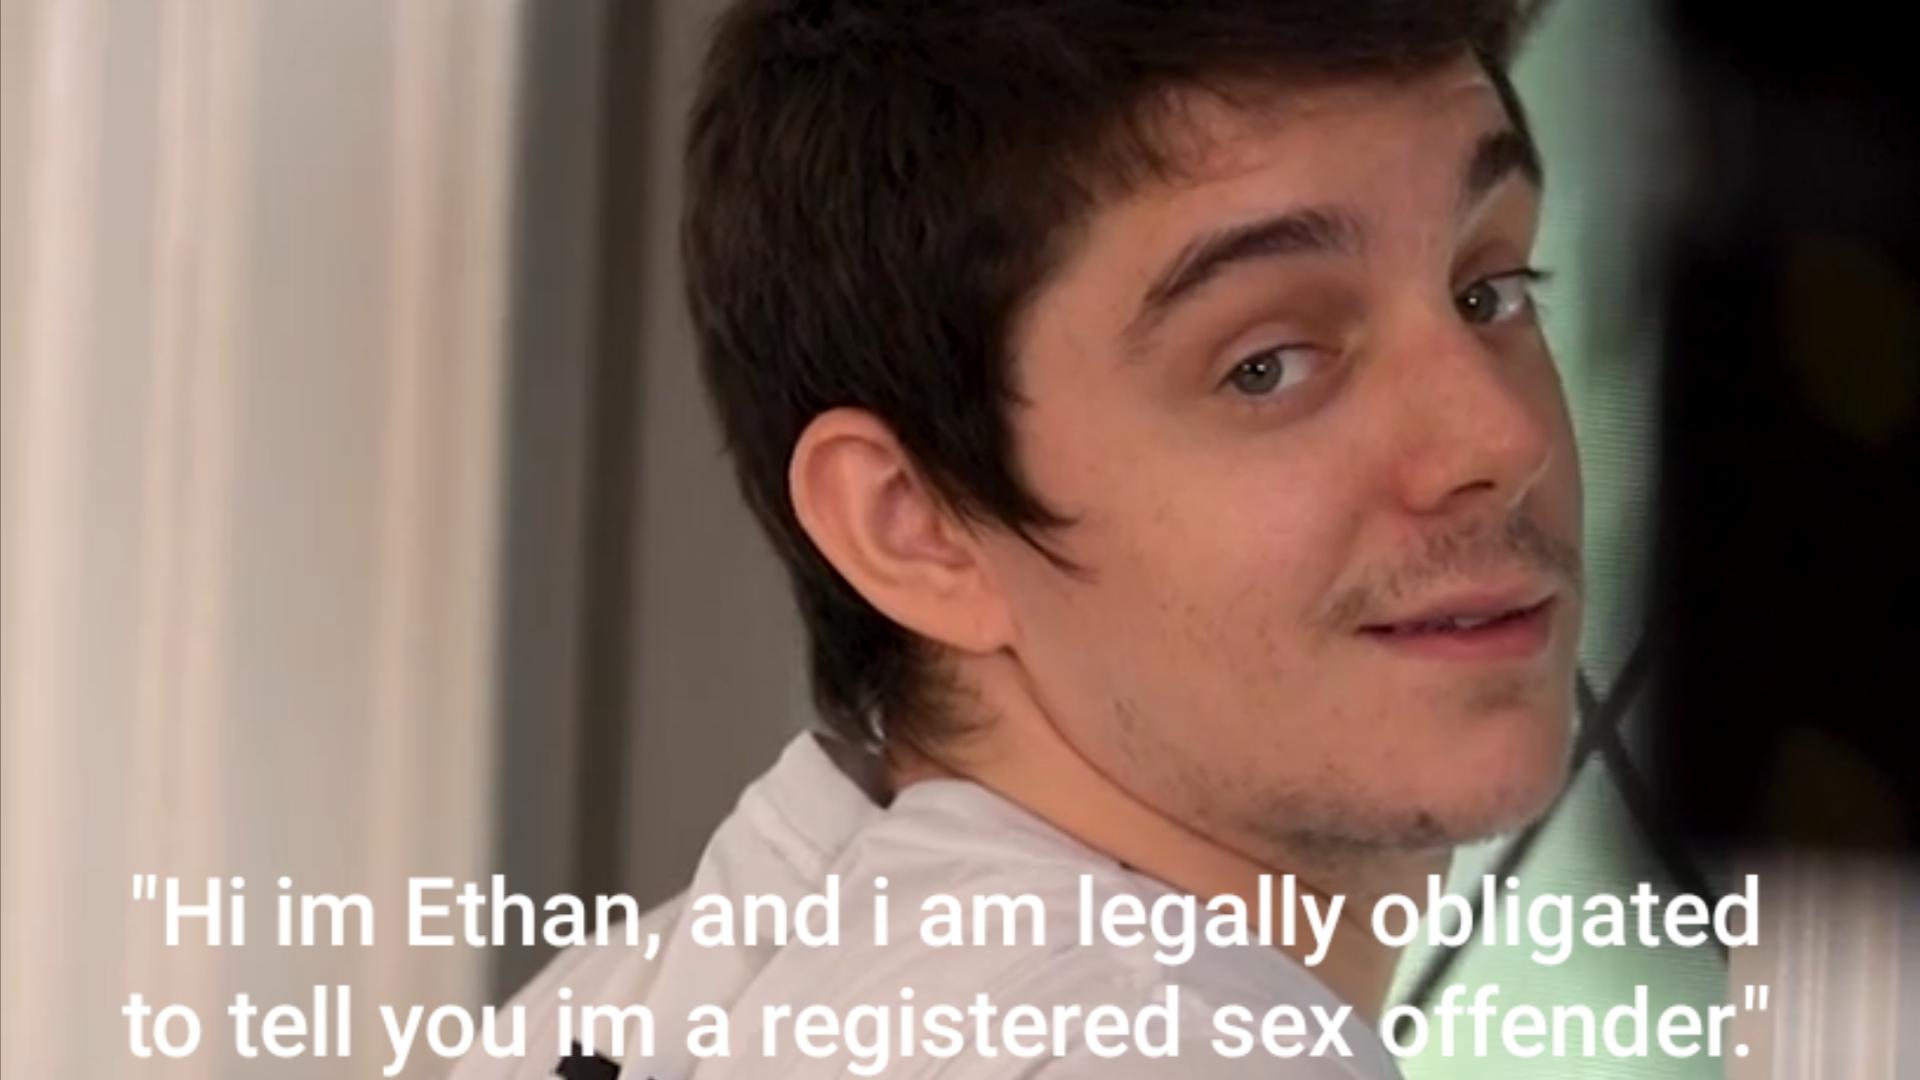 "Hi im Ethan, and i am legally obligated
to tell you im a registered sex offender."